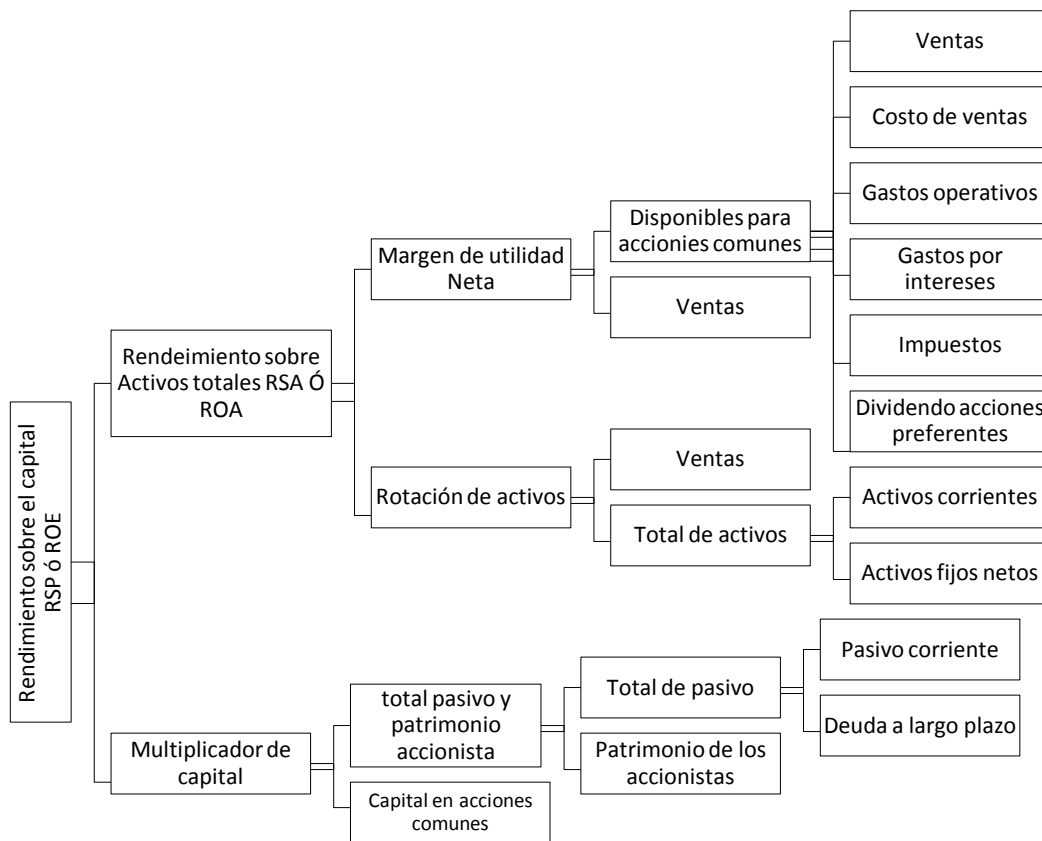 Rendimiento sobre el capital
RSP ó ROE
Rendeimiento sobre
Activos totales RSA Ó
ROA
Multiplicador de
capital
Margen de utilidad
Neta
Rotación de activos
total pasivo y
patrimonio
accionista
Capital en acciones
comunes
Disponibles para
accionies comunes
Ventas
Ventas
Total de activos
Total de pasivo
Patrimonio de los
accionistas
Ventas
Costo de ventas
Gastos operativos
Gastos por
intereses
Impuestos
Dividendo acciones
preferentes
Activos corrientes
Activos fijos netos
Pasivo corriente
Deuda a largo plazo